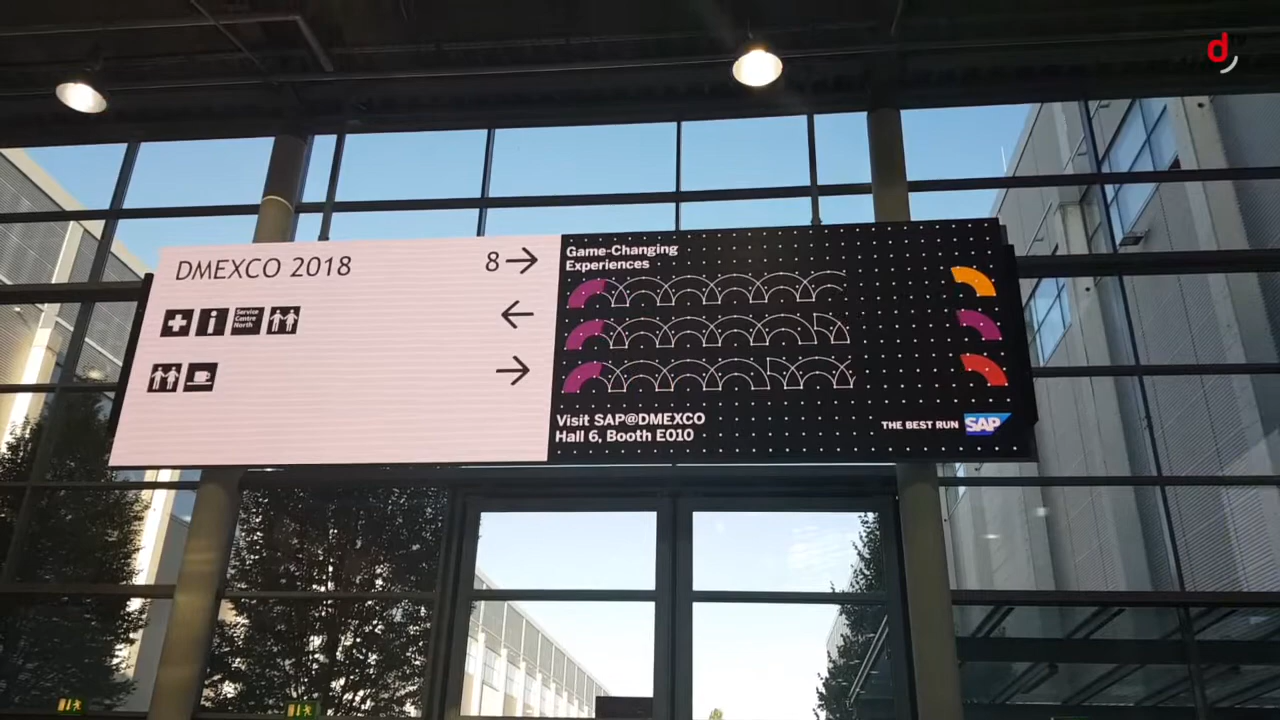 d
DMEXCO 2018
8 →
i
Service
Centre
North
←
→
Game-Changing
Experiences
Visit SAP@DMEXCO
Hall 6, Booth E010
THE BEST RUN SAP